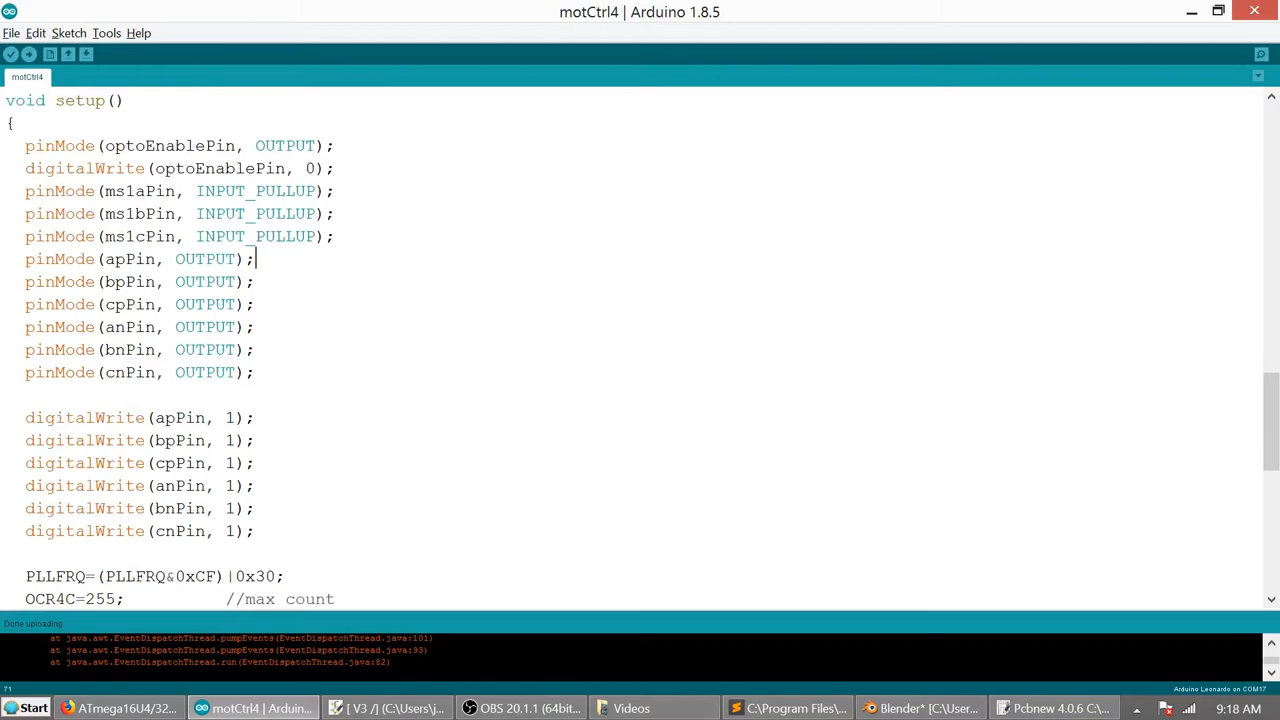 motCtrl4 | Arduino 1.8.5
File Edit Sketch Tools Help
motCtrl4
void setup()
{
pinMode(optoEnablePin, OUTPUT);
digitalWrite(optoEnablePin, 0);
pinMode(ms1aPin, INPUT_PULLUP);
pinMode(ms1bPin, INPUT_PULLUP);
pinMode(ms1cPin, INPUT_PULLUP);
pinMode(apPin, OUTPUT);
pinMode(bpPin, OUTPUT);
pinMode(cpPin, OUTPUT);
pinMode(anPin, OUTPUT);
pinMode(bnPin, OUTPUT);
pinMode(cnPin, OUTPUT);
digitalWrite(apPin, 1);
digitalWrite(bpPin, 1);
digitalWrite(cpPin, 1);
digitalWrite(anPin, 1);
digitalWrite(bnPin, 1);
digitalWrite(cnPin, 1);
PLLFRQ=(PLLFRQ&0xCF)|0x30;
OCR4C=255; //max count
Done uploading.
at java.awt.EventDispatchThread.pumpEvents(EventDispatchThread.java:101)
at java.awt.EventDispatchThread.pumpEvents(EventDispatchThread.java:93)
at java.awt.EventDispatchThread.run(EventDispatchThread.java:82)
71 Arduino Leonardo on COM17
Start ATmega16U4/32... motCtrl4 | Arduin... [ V3 /] (C:\Users\j... OBS 20.1.1 (64bit... Videos C:\Program Files\... Blender* [C:\Users... Pcbnew 4.0.6 C:\... 9:18 AM